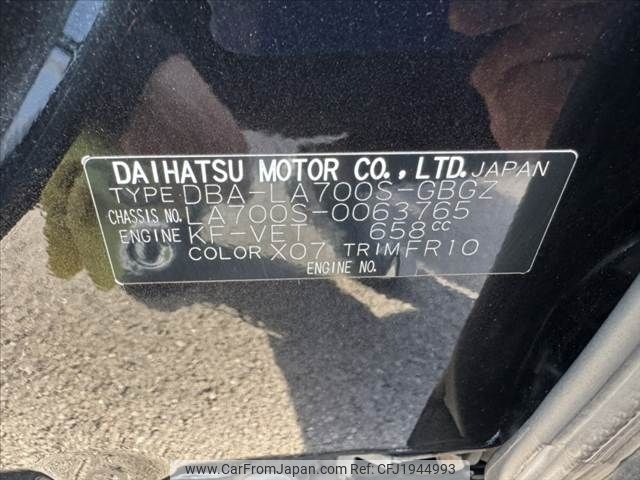 DAIHATSU MOTOR CO., LTD. JAPAN
TYPE DBA-LA700S-GBGZ
CHASSIS NO. LA700S-0063765
ENGINE KF-VET 658cc
COLOR X07 TRIM FR10
ENGINE NO.
www.CarFromJapan.com | Ref: CFJ1944993